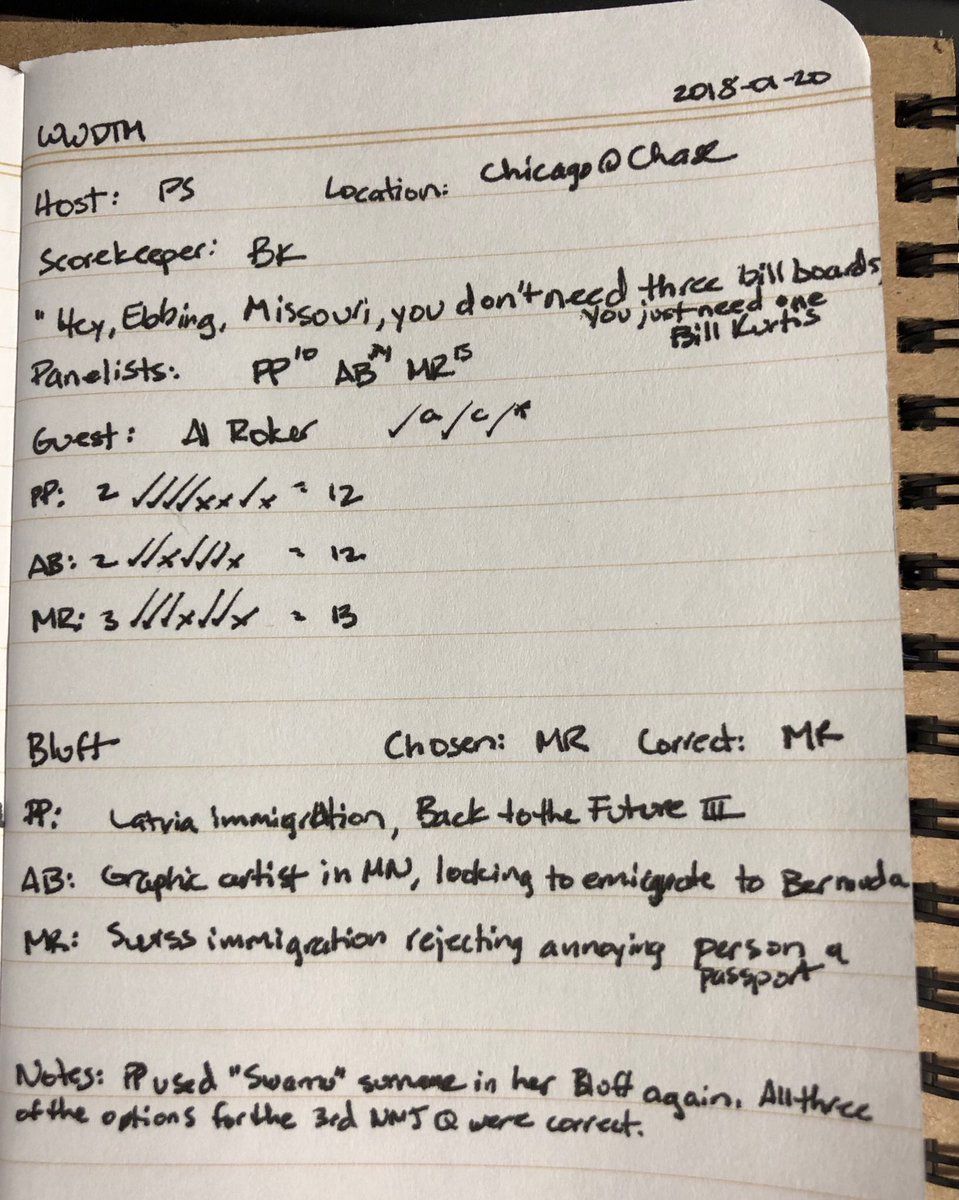 2018-01-20
WWDTM
Host: PS Location: Chicago @ Chase
Scorekeeper: BK
"Hey, Ebbing, Missouri, you don't need three billboards,
you just need one
Bill Kurtis
Panelists: PP 10 AB 14 MR 15
Guest: Al Roker ✓a ✓c ✓*
PP: 2 ✓✓✓✓xx✓x = 12
AB: 2 ✓✓x✓✓✓x = 12
MR: 3 ✓✓✓x✓✓x = 13
Bluff Chosen: MR Correct: MR
PP: Latvia immigration, Back to the Future III
AB: Graphic artist in MN, looking to emigrate to Bermuda
MR: Swiss immigration rejecting annoying person a
passport
Notes: PP used "Swamu" surname in her Bluff again. All three
of the options for the 3rd NMJ Q were correct.